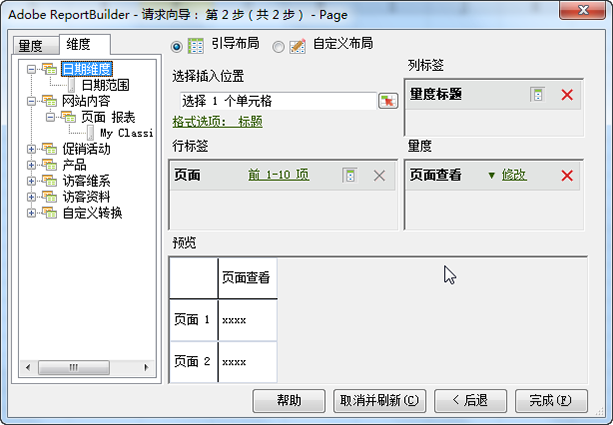 Adobe ReportBuilder - 请求向导： 第 2 步（共 2 步） - Page
量度
维度
日期维度
日期范围
网站内容
页面 报表
My Classi
促销活动
产品
访客维系
访客资料
自定义转换
引导布局
自定义布局
选择插入位置
选择 1 个单元格
格式选项： 标题
列标签
量度标题
行标签
页面
前 1-10 项
量度
页面查看
▼ 修改
预览
页面查看
页面 1
xxxx
页面 2
xxxx
帮助
取消并刷新(C)
< 后退
完成(F)